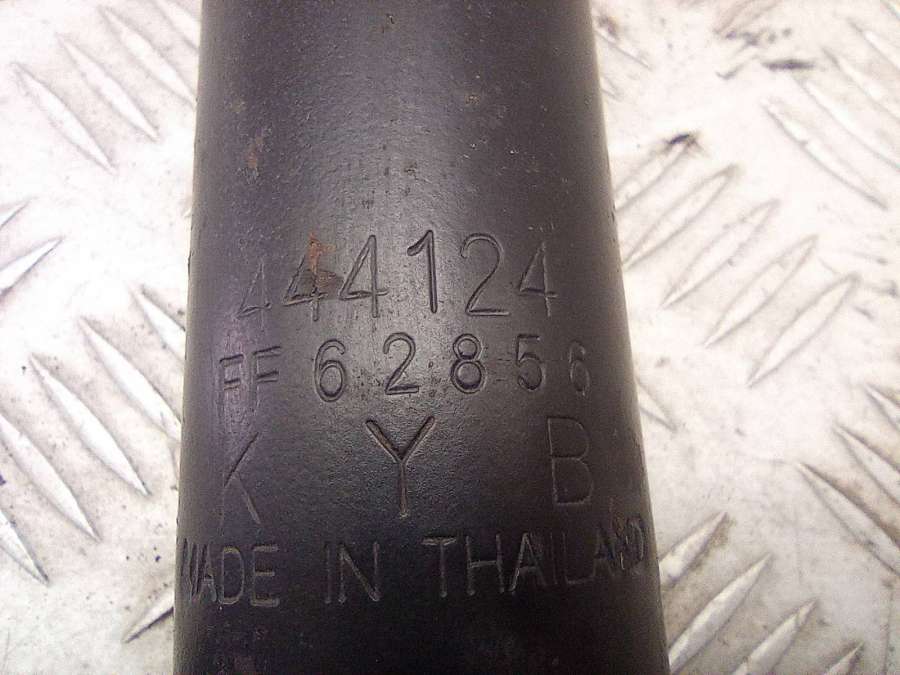 444124
FF 62856
K Y B
MADE IN THAILAND